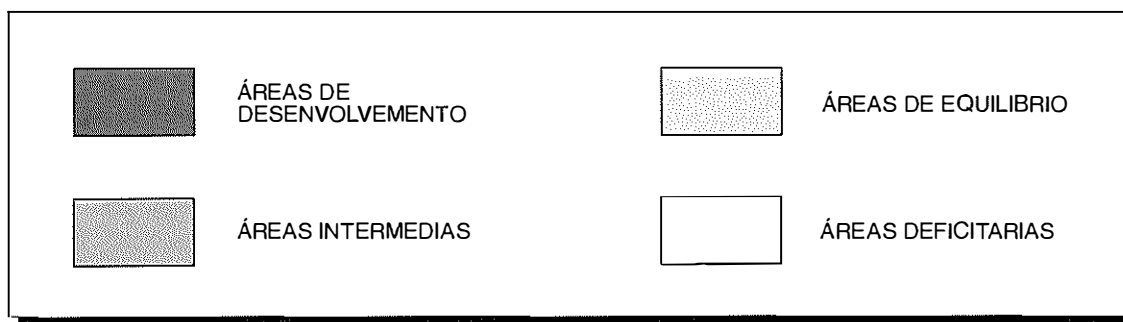 ÁREAS DE
DESENVOLVEMENTO
ÁREAS DE EQUILIBRIO
ÁREAS INTERMEDIAS
ÁREAS DEFICITARIAS